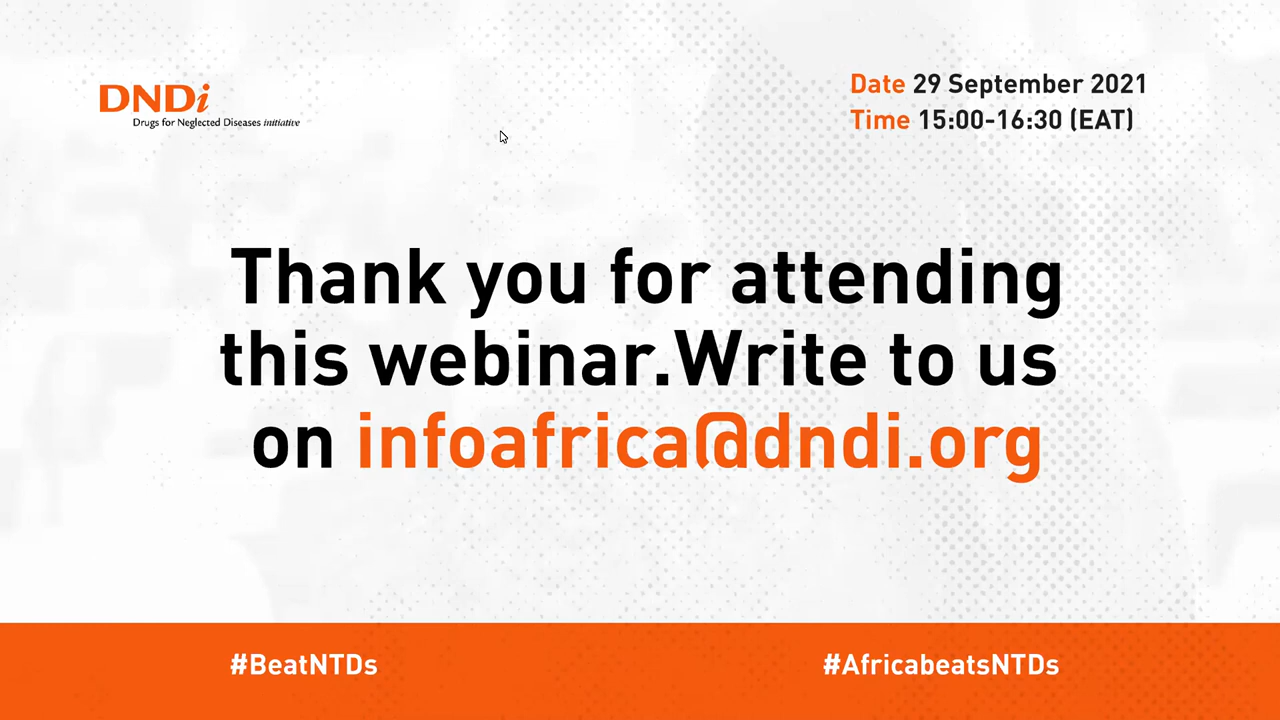 DNDi
Drugs for Neglected Diseases initiative
Date 29 September 2021
Time 15:00-16:30 (EAT)
Thank you for attending
this webinar.Write to us
on infoafrica@dndi.org
#BeatNTDs
#AfricabeatsNTDs